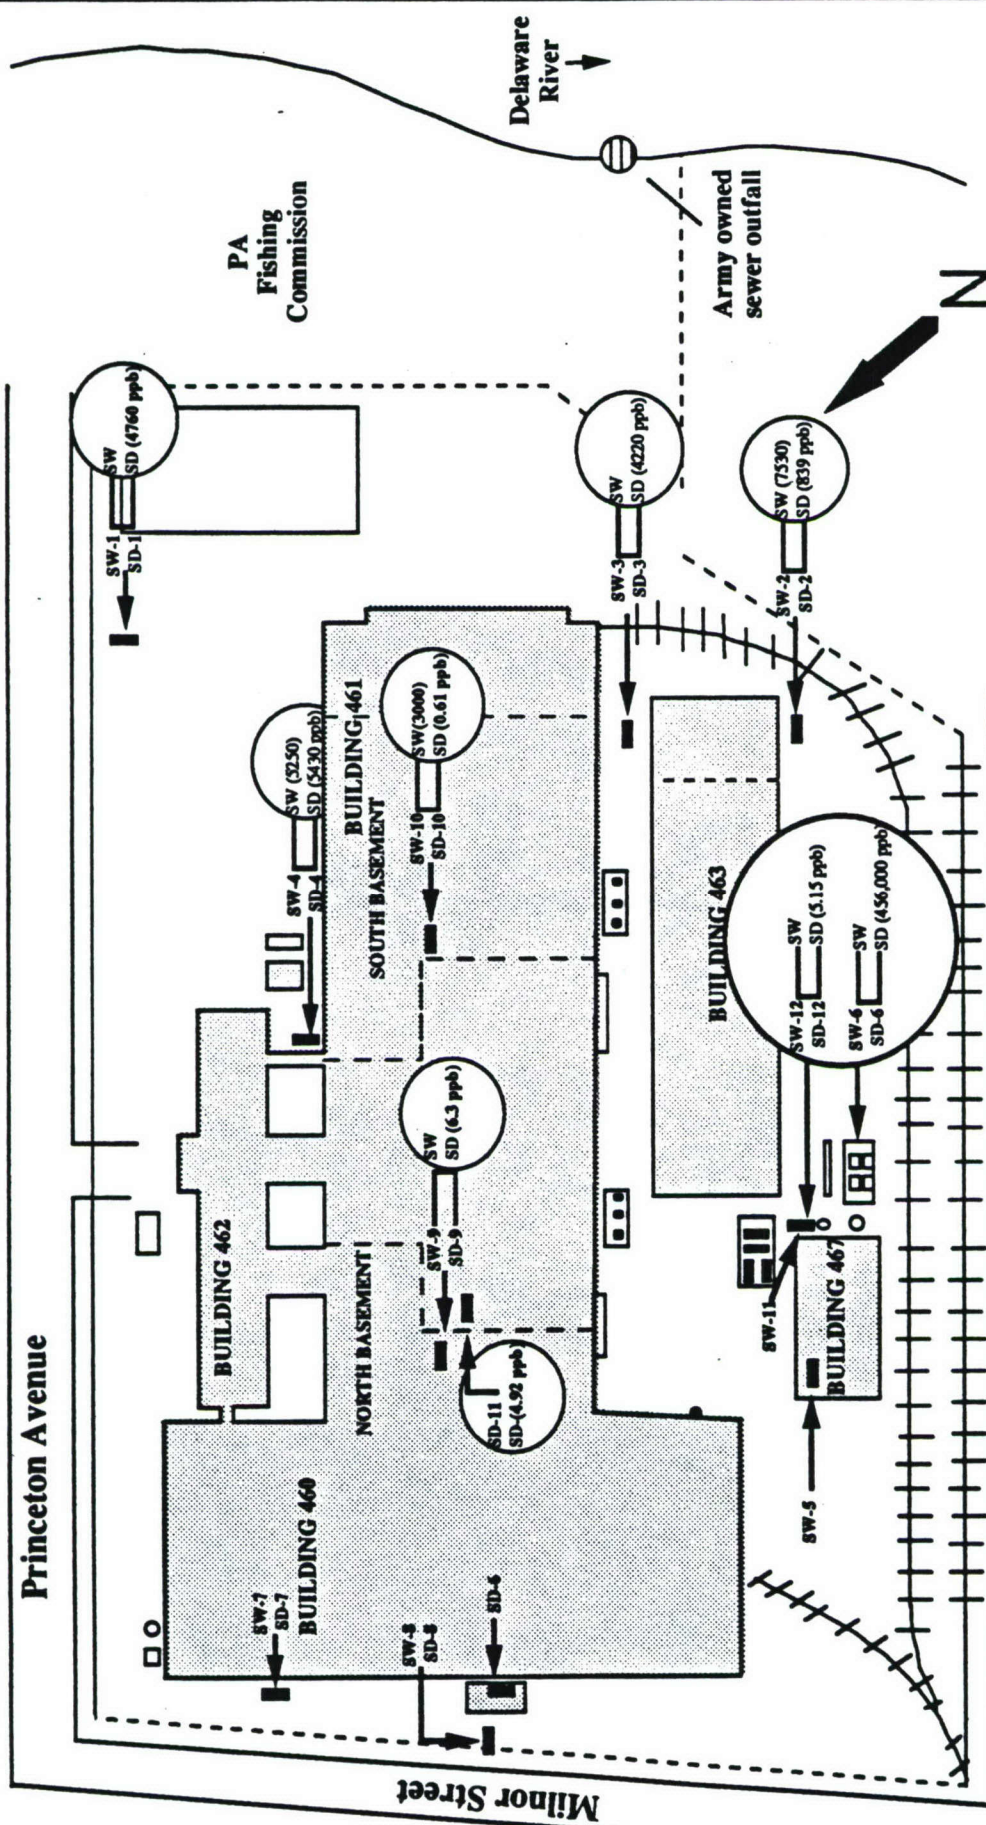 Princeton Avenue
Milnor Street
Delaware
River
PA
Fishing
Commission
Army owned
sewer outfall
N
SW-1
SD-1
SW
SD (4760 ppb)
SW-4
SD-4
SW (5250)
SD (5430 ppb)
BUILDING 461
SOUTH BASEMENT
SW-10
SD-10
SW(3000)
SD (0.61 ppb)
SW-3
SD-3
SW
SD (4220 ppb)
SW-2
SD-2
SW (7530)
SD (839 ppb)
BUILDING 462
NORTH BASEMENT
SW-9
SD-9
SW
SD (6.3 ppb)
SD-11
SD-(4.92 ppb)
BUILDING 463
SW-12
SD-12
SW
SD (5.15 ppb)
SW-6
SD-6
SW
SD (456,000 ppb)
SW-11
BUILDING 467
SW-5
SW-7
SD-7
BUILDING 460
SW-8
SD-8
SD-6